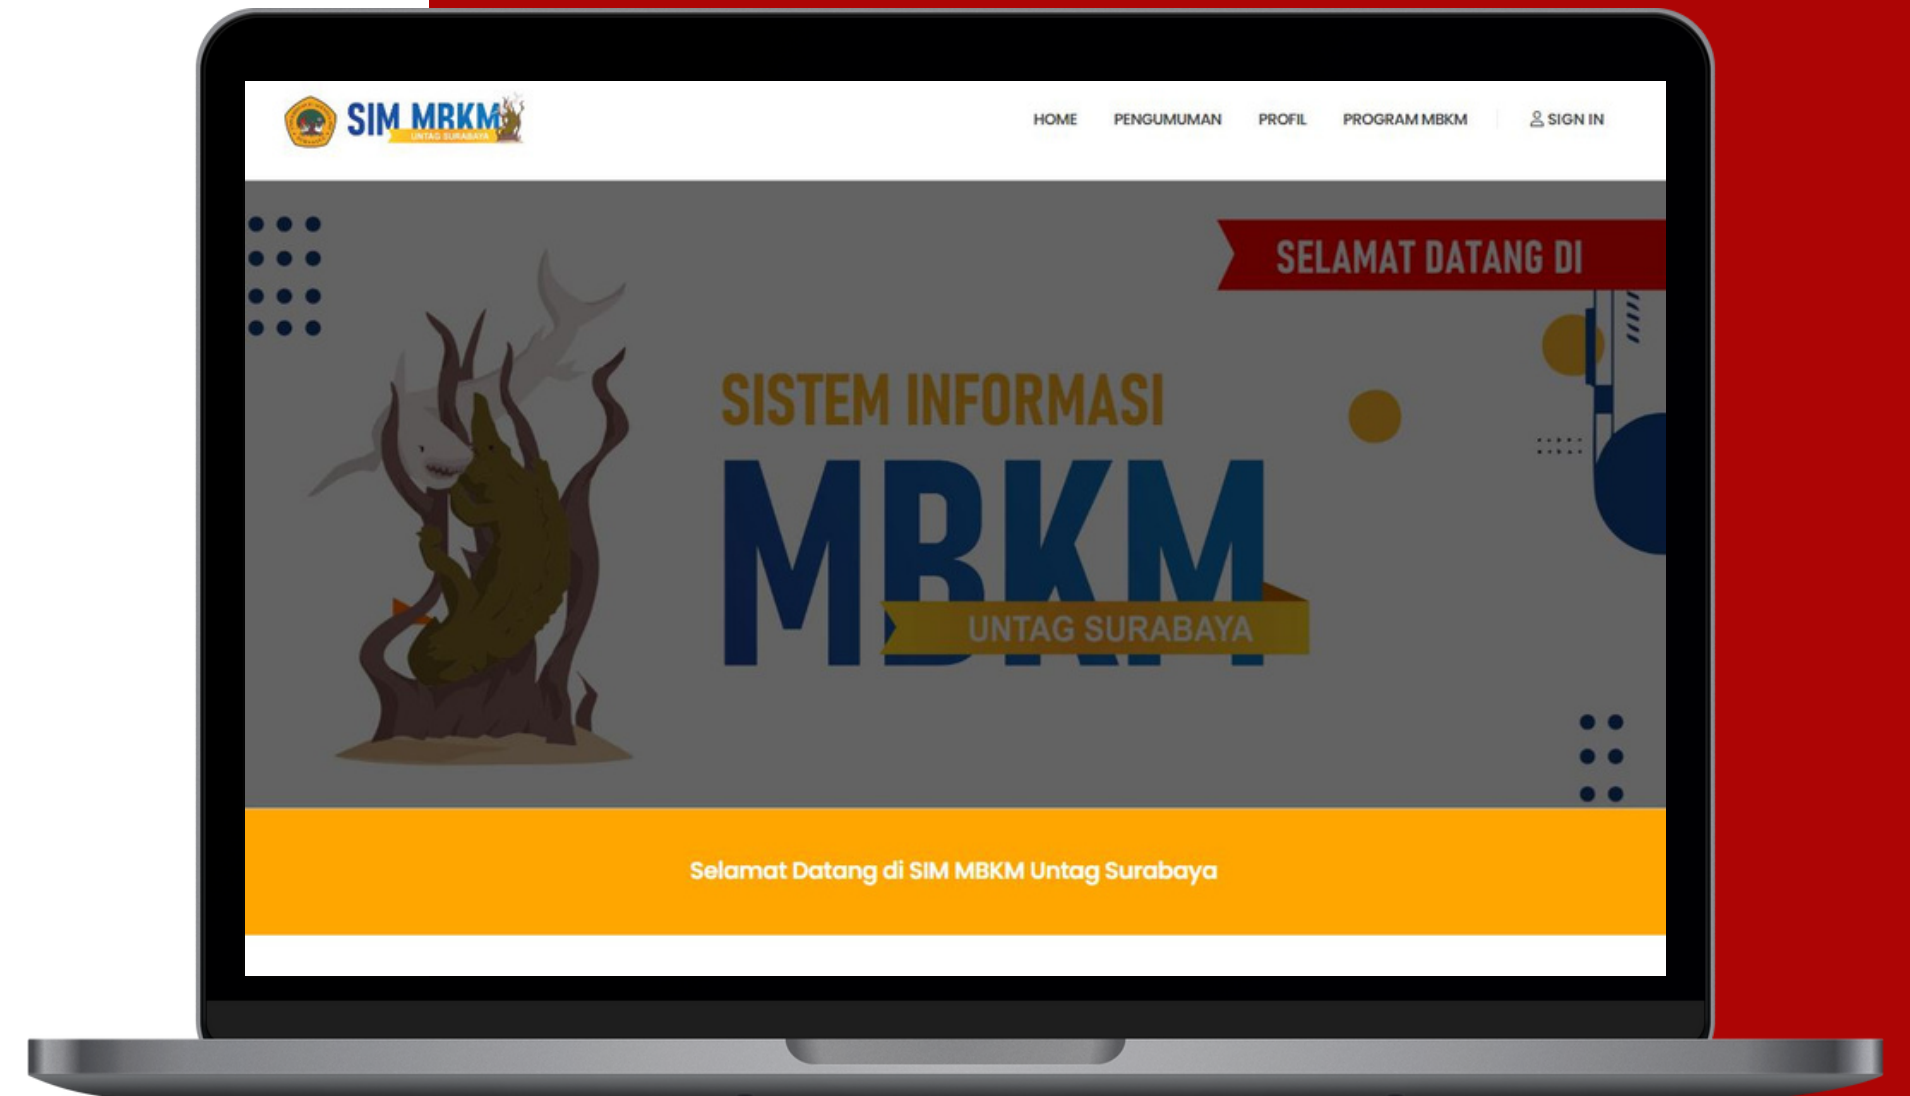 SIM MBKM
UNTAG SURABAYA
HOME PENGUMUMAN PROFIL PROGRAM MBKM SIGN IN
SELAMAT DATANG DI
SISTEM INFORMASI
MBKM
UNTAG SURABAYA
Selamat Datang di SIM MBKM Untag Surabaya